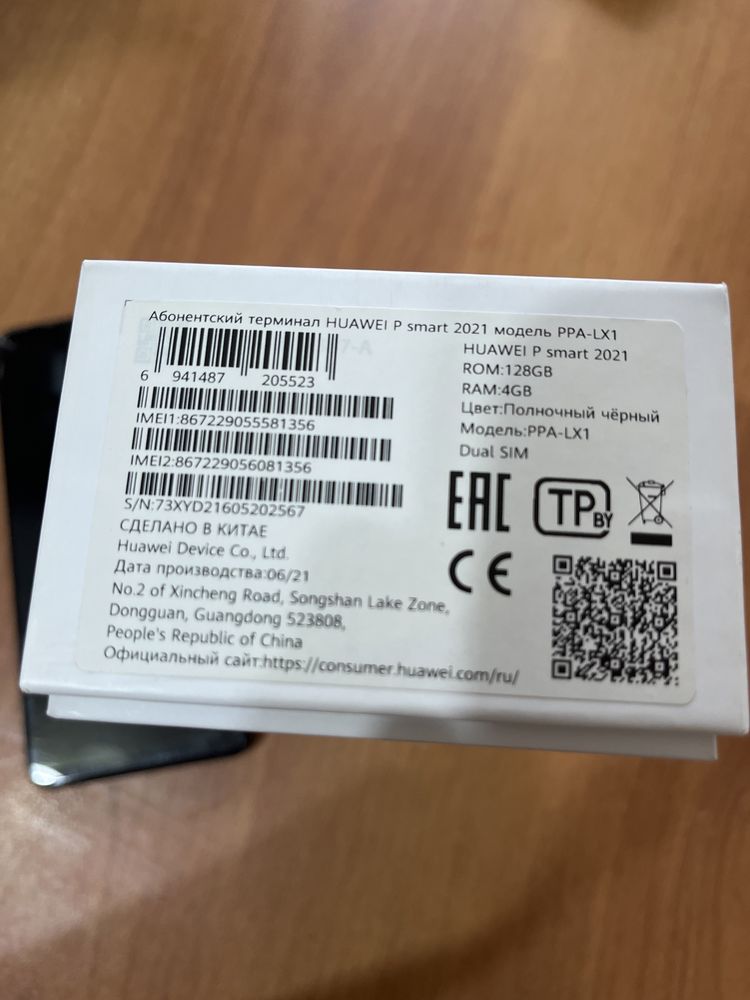 Абонентский терминал HUAWEI P smart 2021 модель PPA-LX1
6 941487 205523
IMEI1:867229055581356
IMEI2:867229056081356
S/N:73XYD21605202567
СДЕЛАНО В КИТАЕ
Huawei Device Co., Ltd.
Дата производства:06/21
No.2 of Xincheng Road, Songshan Lake Zone,
Dongguan, Guangdong 523808,
People's Republic of China
Официальный сайт:https://consumer.huawei.com/ru/
HUAWEI P smart 2021
ROM:128GB
RAM:4GB
Цвет:Полночный чёрный
Модель:PPA-LX1
Dual SIM
EAC
TP BY
CE